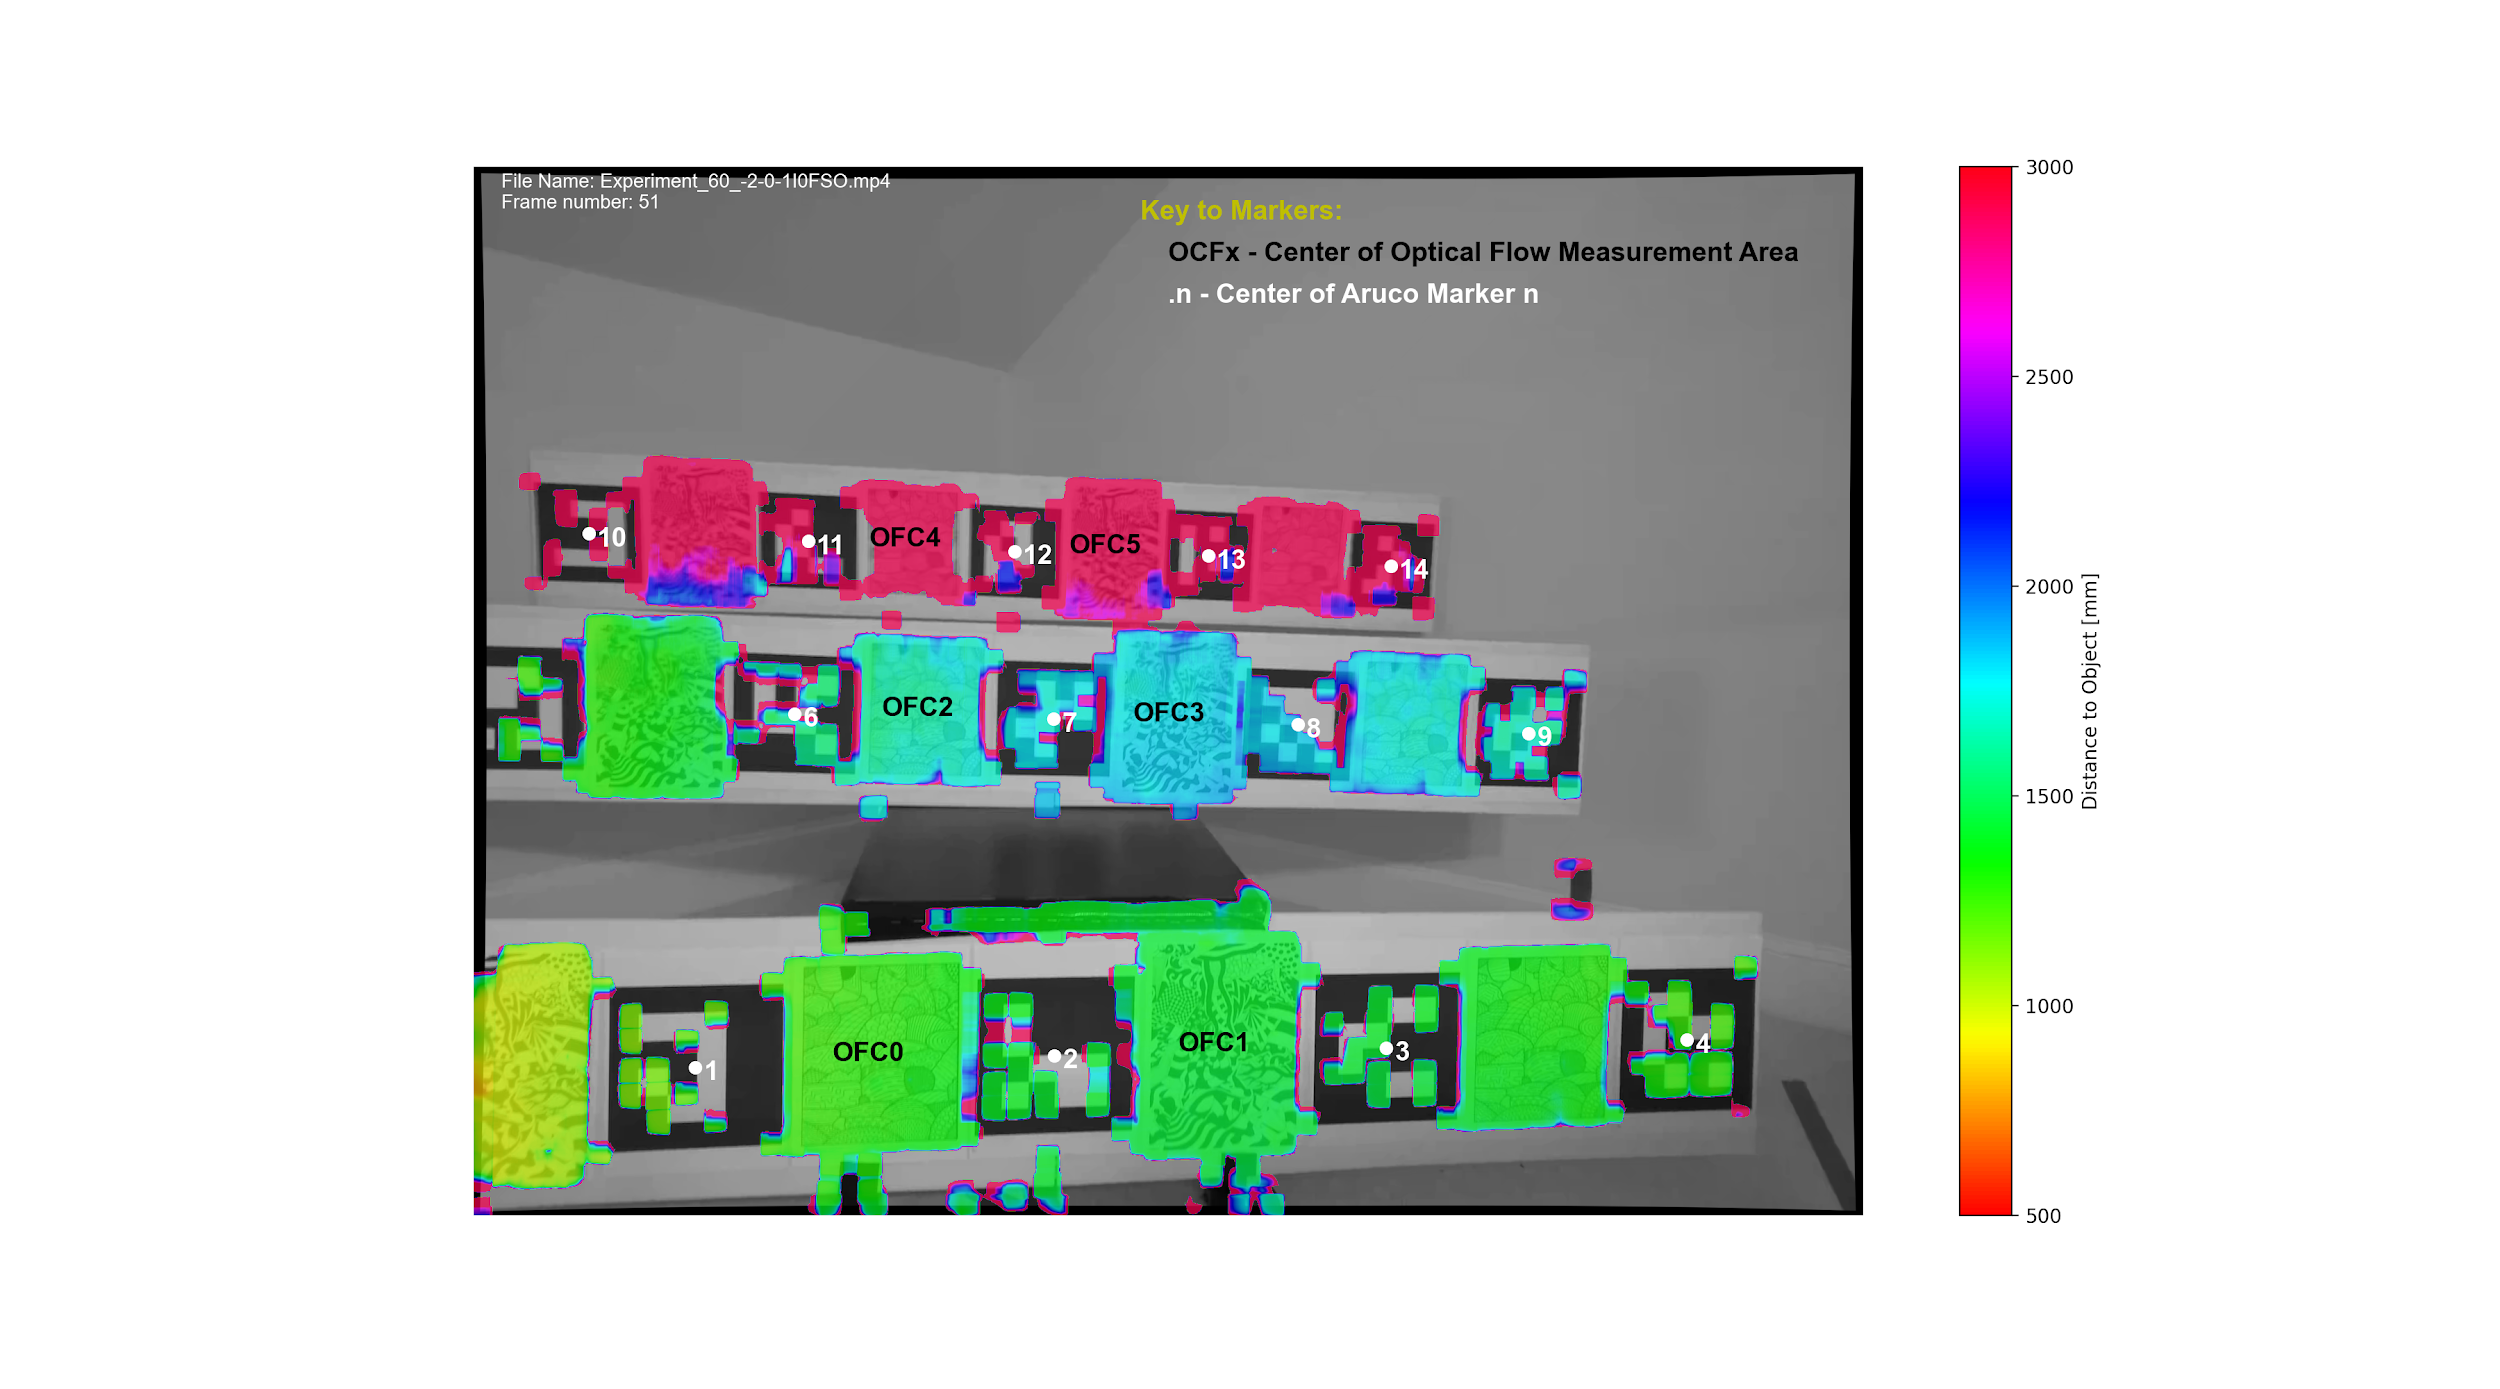 File Name: Experiment_60_-2-0-1I0FSO.mp4
Frame number: 51
Key to Markers:
OCFx - Center of Optical Flow Measurement Area
.n - Center of Aruco Marker n
10
11
OFC4
12
OFC5
13
14
6
OFC2
7
OFC3
8
9
1
OFC0
2
OFC1
3
4
3000
2500
2000
1500
1000
500
Distance to Object [mm]